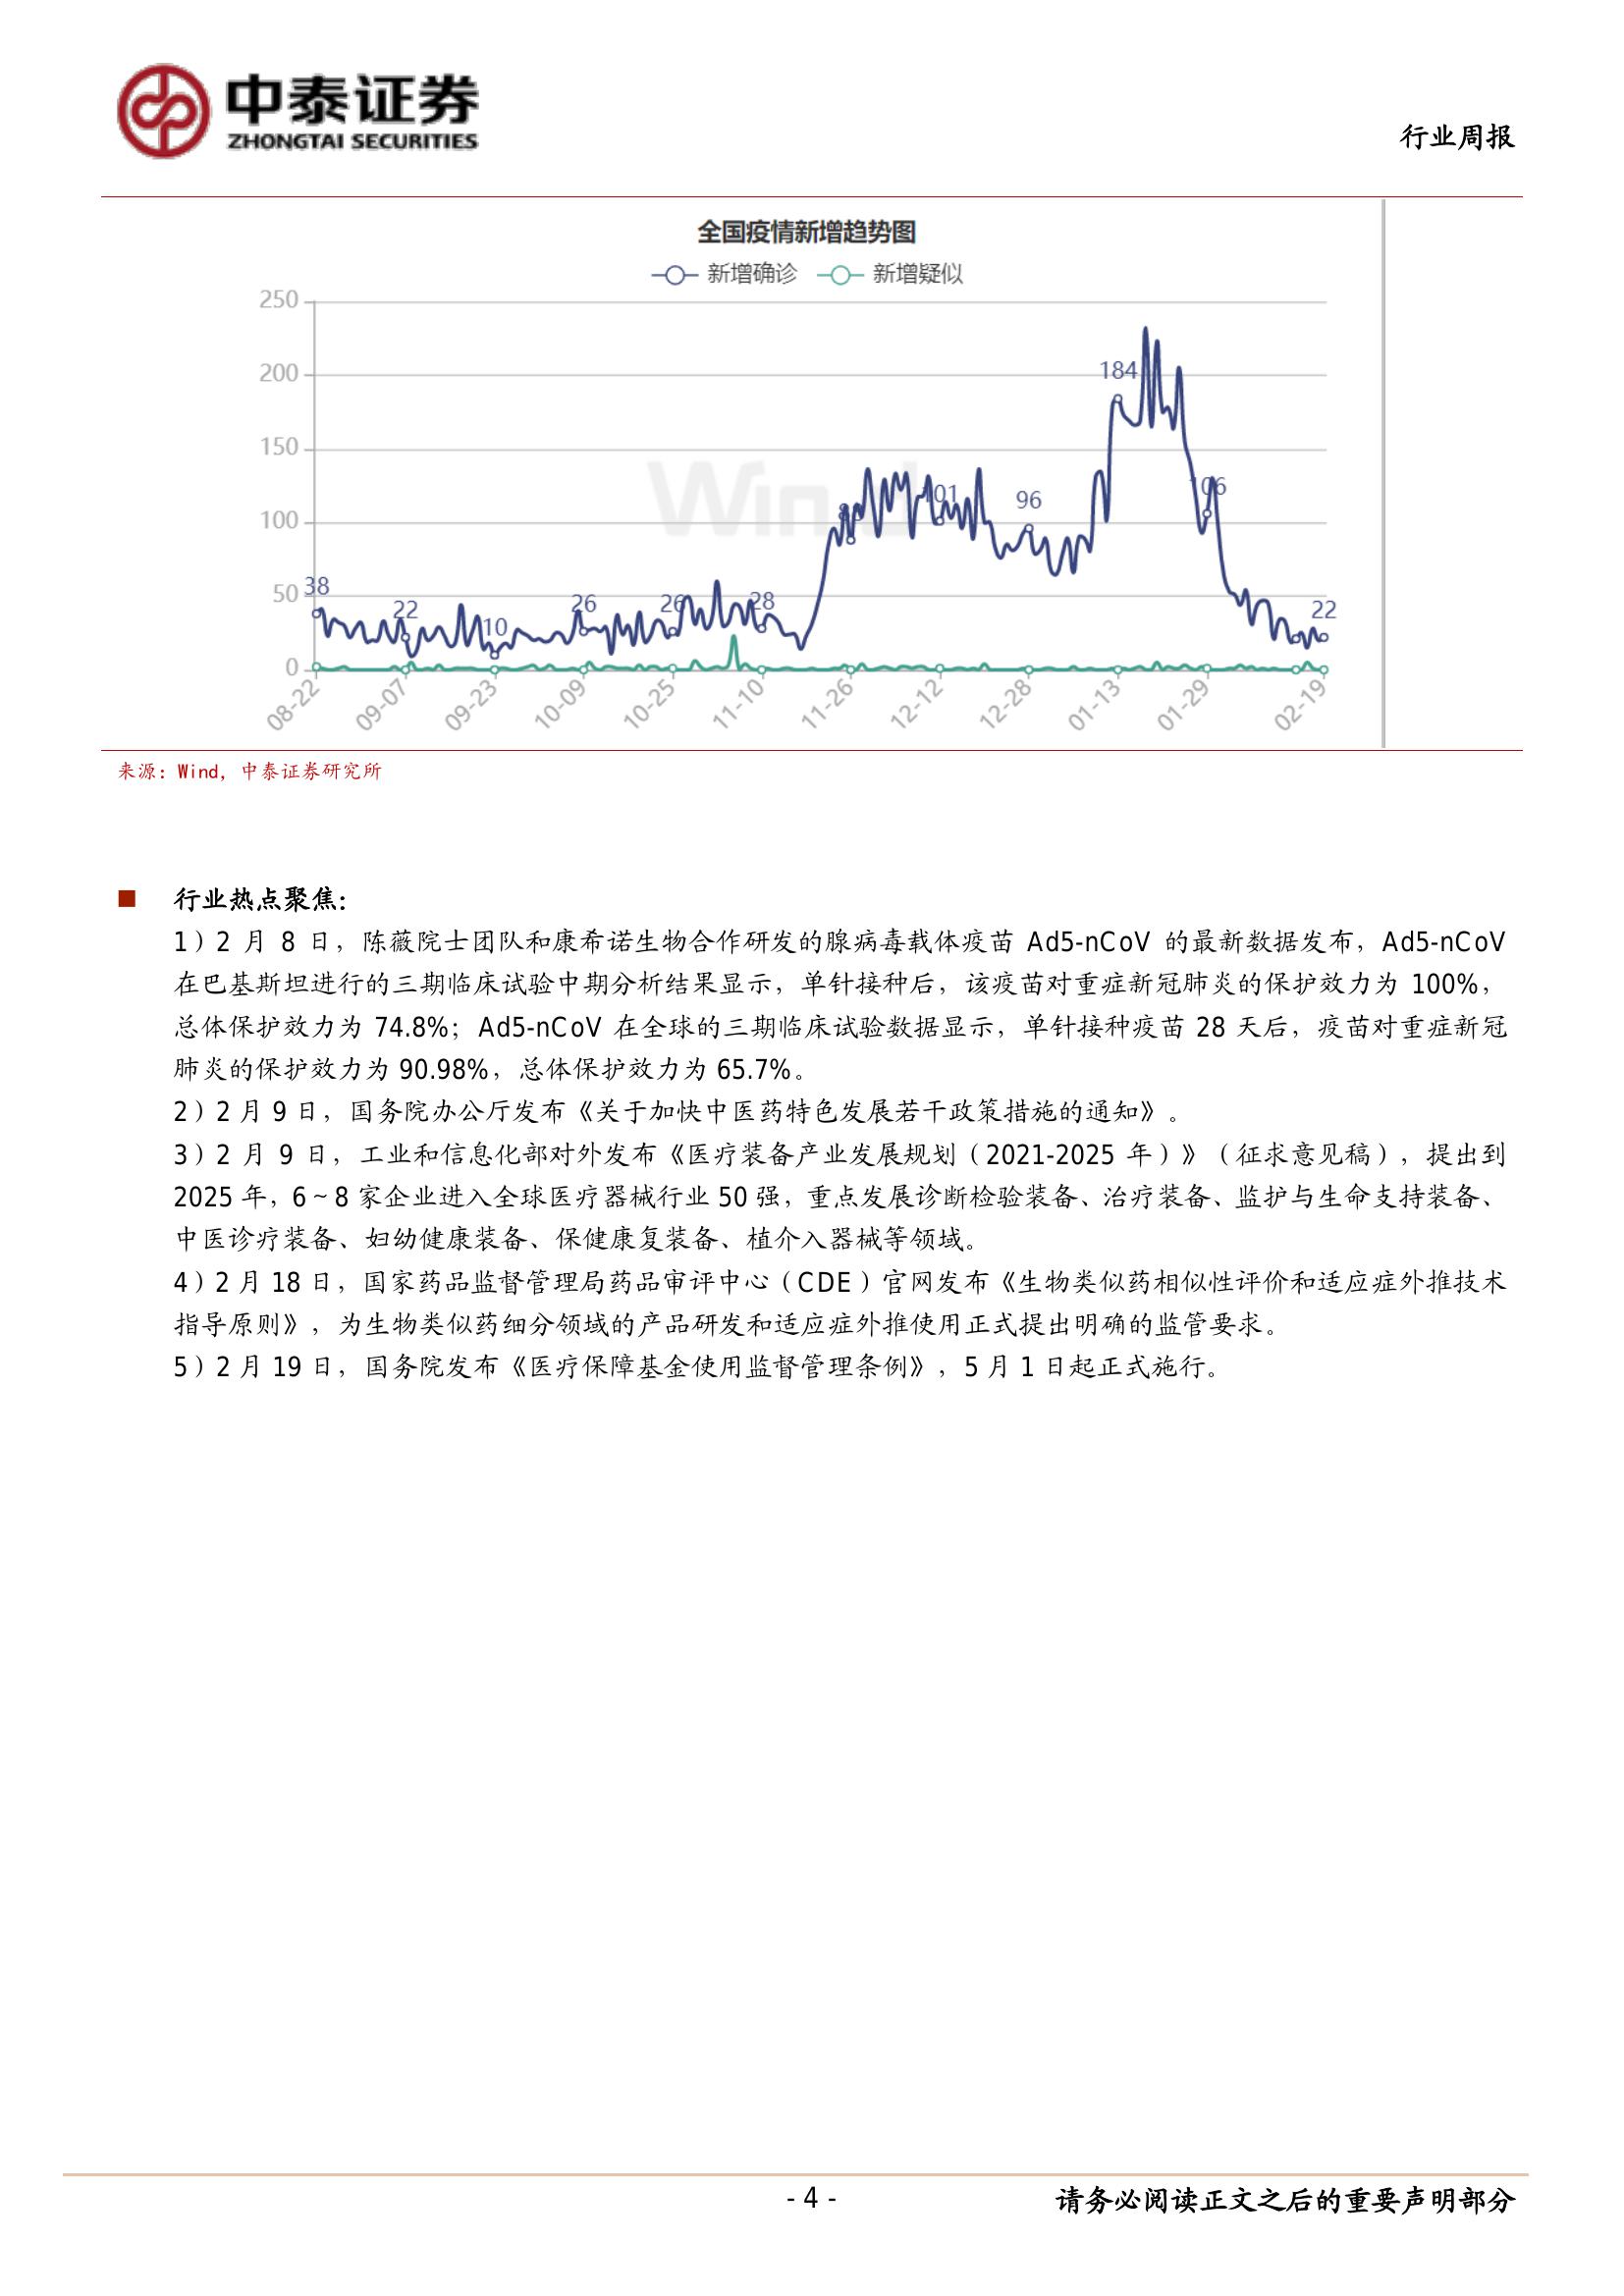 中泰证券
ZHONGTAI SECURITIES
行业周报
全国疫情新增趋势图
新增确诊 新增疑似
250
200
150
100
50
0
38
22
10
26
26
28
101
96
184
106
22
Win.d
08-22 09-07 09-23 10-09 10-25 11-10 11-26 12-12 12-28 01-13 01-29 02-19
来源：Wind，中泰证券研究所
■ 行业热点聚焦：
1）2 月 8 日，陈薇院士团队和康希诺生物合作研发的腺病毒载体疫苗 Ad5-nCoV 的最新数据发布，Ad5-nCoV
在巴基斯坦进行的三期临床试验中期分析结果显示，单针接种后，该疫苗对重症新冠肺炎的保护效力为 100%，
总体保护效力为 74.8%；Ad5-nCoV 在全球的三期临床试验数据显示，单针接种疫苗 28 天后，疫苗对重症新冠
肺炎的保护效力为 90.98%，总体保护效力为 65.7%。
2）2 月 9 日，国务院办公厅发布《关于加快中医药特色发展若干政策措施的通知》。
3）2 月 9 日，工业和信息化部对外发布《医疗装备产业发展规划（2021-2025 年）》（征求意见稿），提出到
2025 年，6～8 家企业进入全球医疗器械行业 50 强，重点发展诊断检验装备、治疗装备、监护与生命支持装备、
中医诊疗装备、妇幼健康装备、保健康复装备、植介入器械等领域。
4）2 月 18 日，国家药品监督管理局药品审评中心（CDE）官网发布《生物类似药相似性评价和适应症外推技术
指导原则》，为生物类似药细分领域的产品研发和适应症外推使用正式提出明确的监管要求。
5）2 月 19 日，国务院发布《医疗保障基金使用监督管理条例》，5 月 1 日起正式施行。
- 4 -
请务必阅读正文之后的重要声明部分